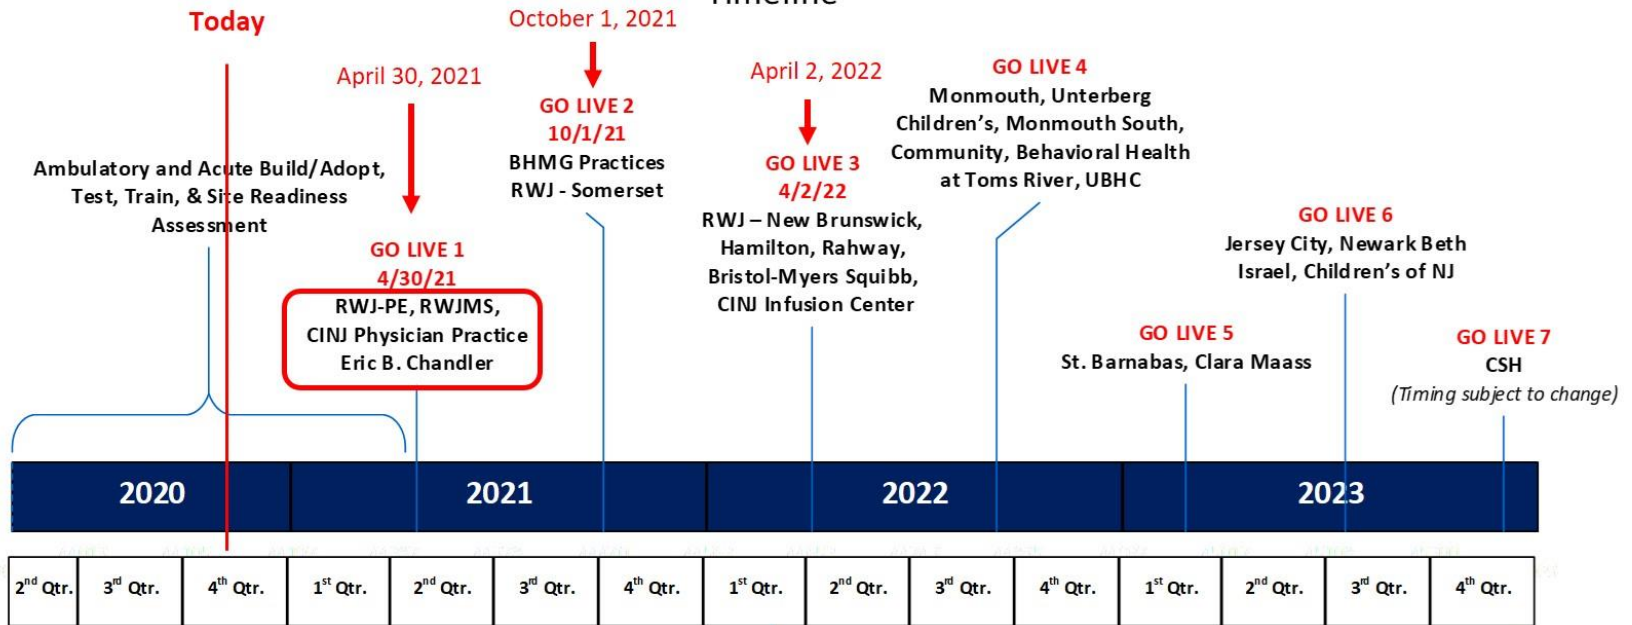 Timeline
Today
October 1, 2021
April 30, 2021
April 2, 2022
Ambulatory and Acute Build/Adopt,
Test, Train, & Site Readiness
Assessment
GO LIVE 1
4/30/21
RWJ-PE, RWJMS,
CINJ Physician Practice
Eric B. Chandler
GO LIVE 2
10/1/21
BHMG Practices
RWJ - Somerset
GO LIVE 3
4/2/22
RWJ – New Brunswick,
Hamilton, Rahway,
Bristol-Myers Squibb,
CINJ Infusion Center
GO LIVE 4
Monmouth, Unterberg
Children’s, Monmouth South,
Community, Behavioral Health
at Toms River, UBHC
GO LIVE 5
St. Barnabas, Clara Maass
GO LIVE 6
Jersey City, Newark Beth
Israel, Children’s of NJ
GO LIVE 7
CSH
(Timing subject to change)
2020 2021 2022 2023
2nd Qtr. 3rd Qtr. 4th Qtr. 1st Qtr. 2nd Qtr. 3rd Qtr. 4th Qtr. 1st Qtr. 2nd Qtr. 3rd Qtr. 4th Qtr. 1st Qtr. 2nd Qtr. 3rd Qtr. 4th Qtr.